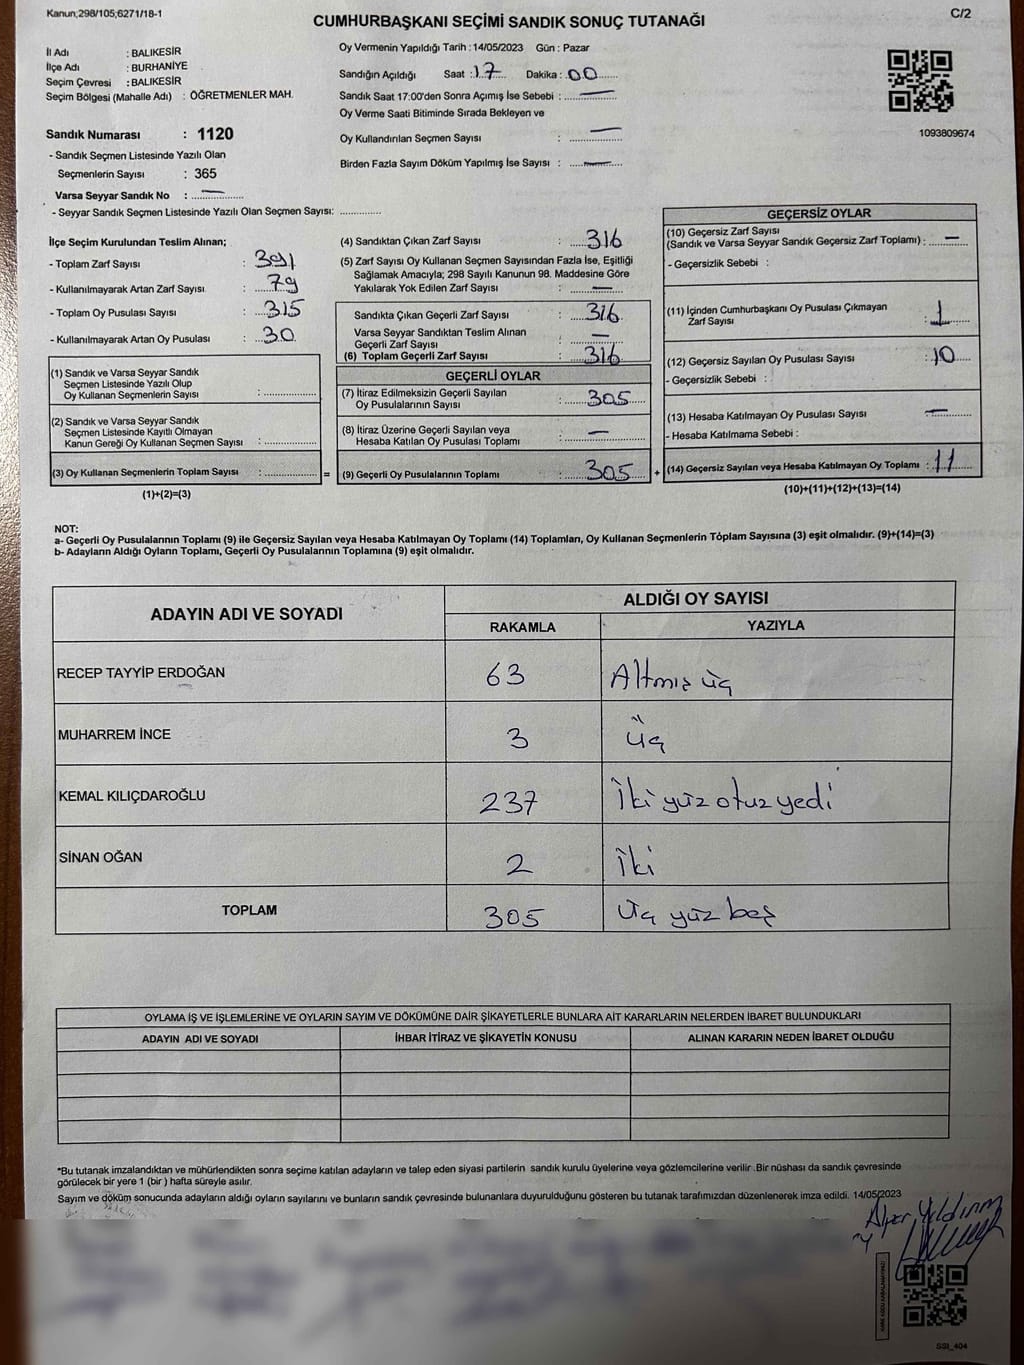 Kanun;298/105;6271/18-1
C/2
CUMHURBAŞKANI SEÇİMİ SANDIK SONUÇ TUTANAĞI
İl Adı : BALIKESİR
İlçe Adı : BURHANİYE
Seçim Çevresi : BALIKESİR
Seçim Bölgesi (Mahalle Adı) : ÖĞRETMENLER MAH.
Sandık Numarası : 1120
- Sandık Seçmen Listesinde Yazılı Olan
Seçmenlerin Sayısı : 365
Varsa Seyyar Sandık No : —
- Seyyar Sandık Seçmen Listesinde Yazılı Olan Seçmen Sayısı: ..............
Oy Vermenin Yapıldığı Tarih : 14/05/2023 Gün : Pazar
Sandığın Açıldığı Saat : 17 Dakika : 00
Sandık Saat 17:00'den Sonra Açımış İse Sebebi : —
Oy Verme Saati Bitiminde Sırada Bekleyen ve
Oy Kullandırılan Seçmen Sayısı : —
Birden Fazla Sayım Döküm Yapılmış İse Sayısı : —
1093809674
İlçe Seçim Kurulundan Teslim Alınan;
- Toplam Zarf Sayısı : 391
- Kullanılmayarak Artan Zarf Sayısı : 79
- Toplam Oy Pusulası Sayısı : 315
- Kullanılmayarak Artan Oy Pusulası : 30
(1) Sandık ve Varsa Seyyar Sandık
Seçmen Listesinde Yazılı Olup
Oy Kullanan Seçmenlerin Sayısı : ..............
(2) Sandık ve Varsa Seyyar Sandık
Seçmen Listesinde Kayıtlı Olmayan
Kanun Gereği Oy Kullanan Seçmen Sayısı : ..............
(3) Oy Kullanan Seçmenlerin Toplam Sayısı : ..............
(1)+(2)=(3)
(4) Sandıktan Çıkan Zarf Sayısı : 316
(5) Zarf Sayısı Oy Kullanan Seçmen Sayısından Fazla İse, Eşitliği
Sağlamak Amacıyla; 298 Sayılı Kanunun 98. Maddesine Göre
Yakılarak Yok Edilen Zarf Sayısı : —
Sandıkta Çıkan Geçerli Zarf Sayısı : 316
Varsa Seyyar Sandıktan Teslim Alınan
Geçerli Zarf Sayısı : —
(6) Toplam Geçerli Zarf Sayısı : 316
GEÇERLİ OYLAR
(7) İtiraz Edilmeksizin Geçerli Sayılan
Oy Pusulalarının Sayısı : 305
(8) İtiraz Üzerine Geçerli Sayılan veya
Hesaba Katılan Oy Pusulası Toplamı : —
= (9) Geçerli Oy Pusulalarının Toplamı : 305 +
GEÇERSİZ OYLAR
(10) Geçersiz Zarf Sayısı
(Sandık ve Varsa Seyyar Sandık Geçersiz Zarf Toplamı) : —
- Geçersizlik Sebebi :
(11) İçinden Cumhurbaşkanı Oy Pusulası Çıkmayan
Zarf Sayısı : 1
(12) Geçersiz Sayılan Oy Pusulası Sayısı : 10
- Geçersizlik Sebebi :
(13) Hesaba Katılmayan Oy Pusulası Sayısı : —
- Hesaba Katılmama Sebebi :
(14) Geçersiz Sayılan veya Hesaba Katılmayan Oy Toplamı : 11
(10)+(11)+(12)+(13)=(14)
NOT:
a- Geçerli Oy Pusulalarının Toplamı (9) ile Geçersiz Sayılan veya Hesaba Katılmayan Oy Toplamı (14) Toplamları, Oy Kullanan Seçmenlerin Toplam Sayısına (3) eşit olmalıdır. (9)+(14)=(3)
b- Adayların Aldığı Oyların Toplamı, Geçerli Oy Pusulalarının Toplamına (9) eşit olmalıdır.
ADAYIN ADI VE SOYADI
ALDIĞI OY SAYISI
RAKAMLA YAZIYLA
RECEP TAYYİP ERDOĞAN 63 Altmış üç
MUHARREM İNCE 3 üç
KEMAL KILIÇDAROĞLU 237 İki yüz otuz yedi
SİNAN OĞAN 2 İki
TOPLAM 305 Üç yüz beş
OYLAMA İŞ VE İŞLEMLERİNE VE OYLARIN SAYIM VE DÖKÜMÜNE DAİR ŞİKAYETLERLE BUNLARA AİT KARARLARIN NELERDEN İBARET BULUNDUKLARI
ADAYIN ADI VE SOYADI İHBAR İTİRAZ VE ŞİKAYETİN KONUSU ALINAN KARARIN NEDEN İBARET OLDUĞU
*Bu tutanak imzalandıktan ve mühürlendikten sonra seçime katılan adayların ve talep eden siyasi partilerin sandık kurulu üyelerine veya gözlemcilerine verilir. Bir nüshası da sandık çevresinde
görülecek bir yere 1 (bir) hafta süreyle asılır.
Sayım ve döküm sonucunda adayların aldığı oyların sayılarını ve bunların sandık çevresinde bulunanlara duyurulduğunu gösteren bu tutanak tarafımızdan düzenlenerek imza edildi. 14/05/2023
Alper Yıldırım
SSI_404